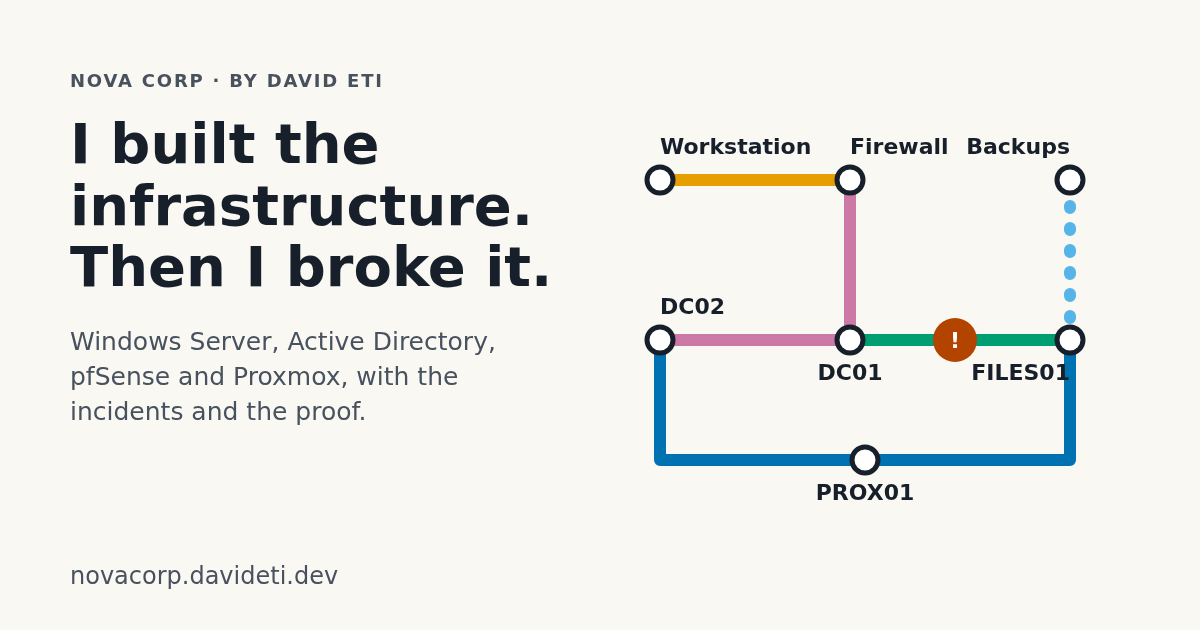 NOVA CORP · BY DAVID ETI
I built the
infrastructure.
Then I broke it.
Windows Server, Active Directory,
pfSense and Proxmox, with the
incidents and the proof.
novacorp.davideti.dev
Workstation
Firewall
Backups
DC02
!
DC01
FILES01
PROX01